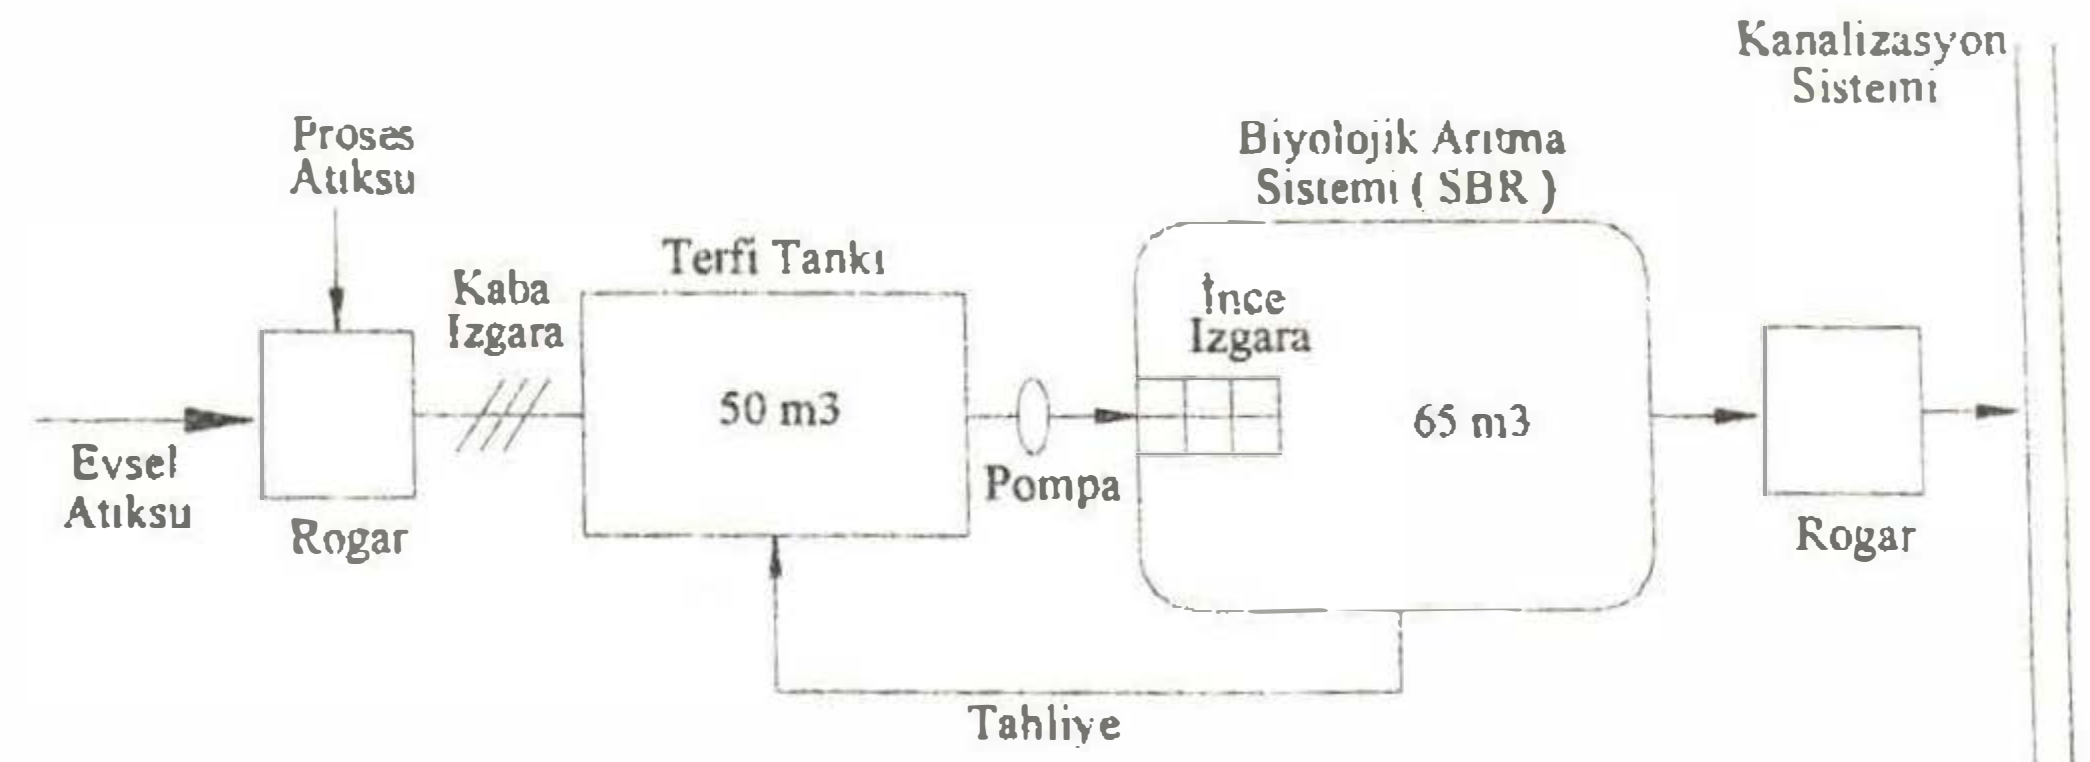 Kanalizasyon
Sistemi
Proses
Atıksu
Biyolojik Arıtma
Sistemi ( SBR )
Terfi Tankı
Kaba
Izgara
İnce
Izgara
50 m3
65 m3
Evsel
Atıksu
Pompa
Rogar
Rogar
Tahliye